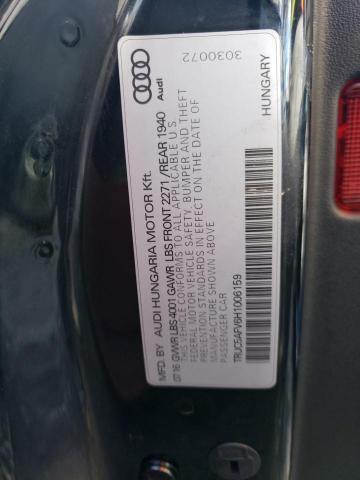 MFD. BY AUDI HUNGARIA MOTOR Kft. Audi
07/16 GVWR LBS 4001 GAWR LBS FRONT 2271 / REAR 1940
THIS VEHICLE CONFORMS TO ALL APPLICABLE U.S.
FEDERAL MOTOR VEHICLE SAFETY, BUMPER AND THEFT
PREVENTION STANDARDS IN EFFECT ON THE DATE OF
MANUFACTURE SHOWN ABOVE
PASSENGER CAR
TRUC5AFV6H1006159 HUNGARY
3030072